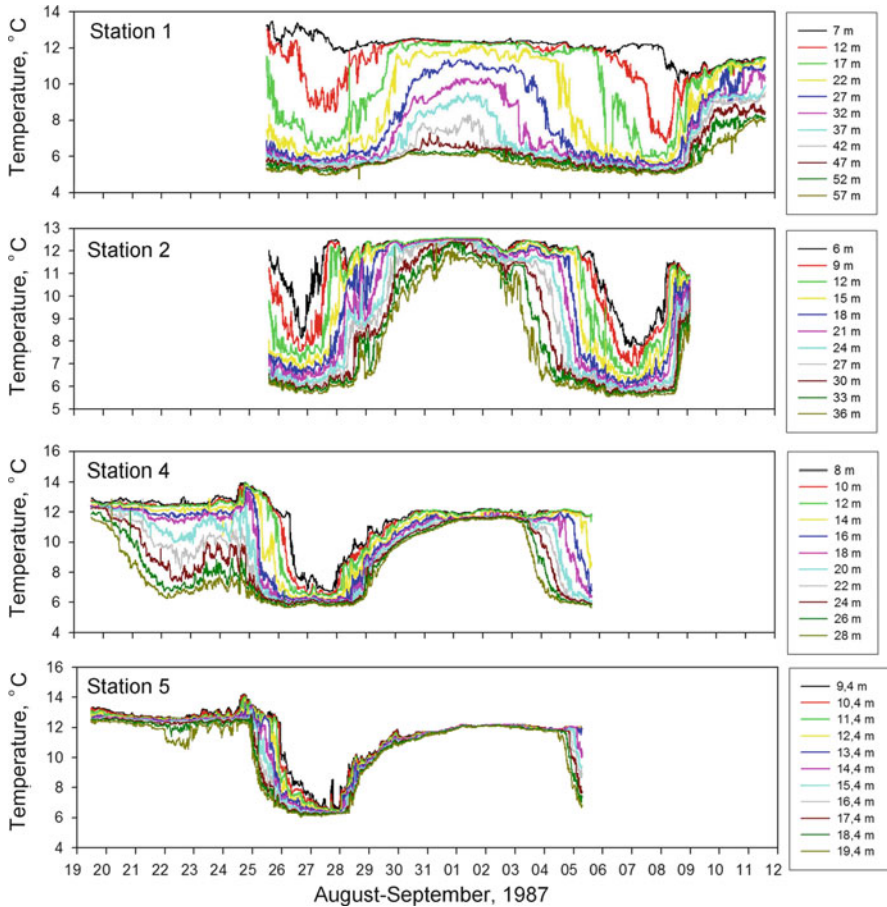 Station 1
Temperature, °C
14
12
10
8
6
4
7 m
12 m
17 m
22 m
27 m
32 m
37 m
42 m
47 m
52 m
57 m
Station 2
Temperature, °C
13
12
11
10
9
8
7
6
5
6 m
9 m
12 m
15 m
18 m
21 m
24 m
27 m
30 m
33 m
36 m
Station 4
Temperature, °C
16
14
12
10
8
6
4
8 m
10 m
12 m
14 m
16 m
18 m
20 m
22 m
24 m
26 m
28 m
Station 5
Temperature, °C
16
14
12
10
8
6
4
9,4 m
10,4 m
11,4 m
12,4 m
13,4 m
14,4 m
15,4 m
16,4 m
17,4 m
18,4 m
19,4 m
19 20 21 22 23 24 25 26 27 28 29 30 31 01 02 03 04 05 06 07 08 09 10 11 12
August-September, 1987